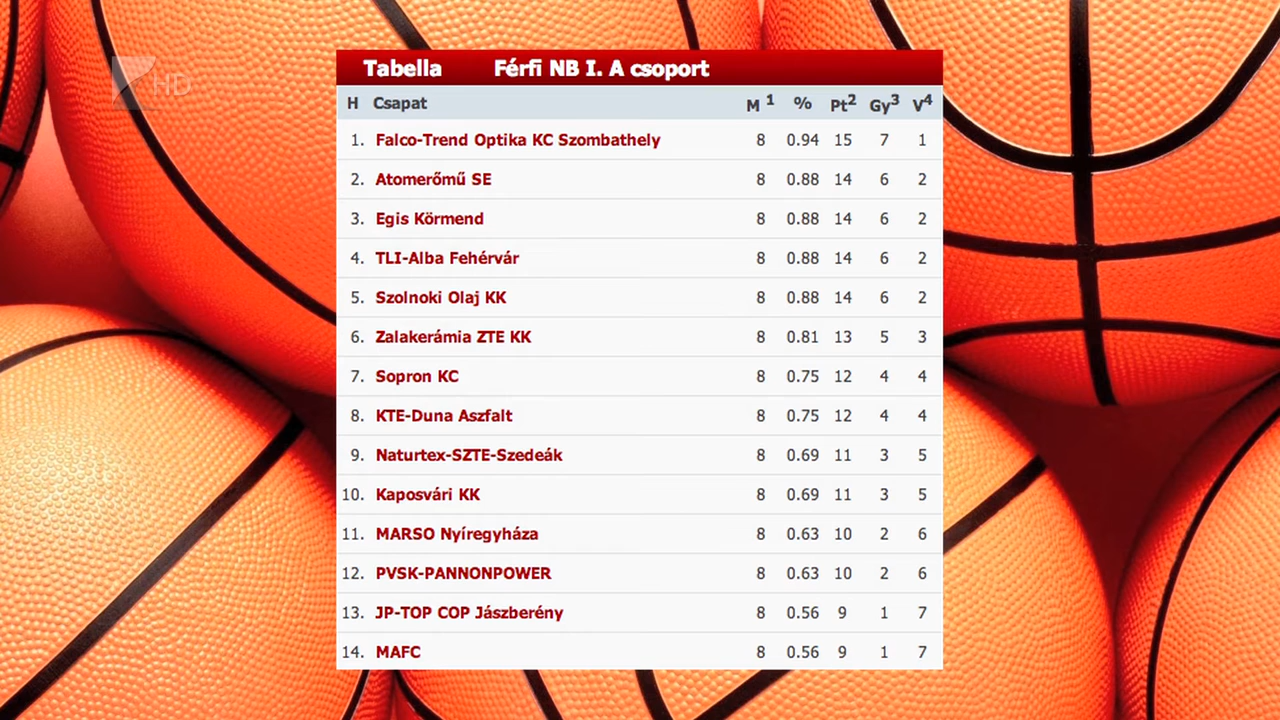 HD
Tabella Férfi NB I. A csoport
H Csapat M 1 % Pt2 Gy3 V4
1. Falco-Trend Optika KC Szombathely 8 0.94 15 7 1
2. Atomerőmű SE 8 0.88 14 6 2
3. Egis Körmend 8 0.88 14 6 2
4. TLI-Alba Fehérvár 8 0.88 14 6 2
5. Szolnoki Olaj KK 8 0.88 14 6 2
6. Zalakerámia ZTE KK 8 0.81 13 5 3
7. Sopron KC 8 0.75 12 4 4
8. KTE-Duna Aszfalt 8 0.75 12 4 4
9. Naturtex-SZTE-Szedeák 8 0.69 11 3 5
10. Kaposvári KK 8 0.69 11 3 5
11. MARSO Nyíregyháza 8 0.63 10 2 6
12. PVSK-PANNONPOWER 8 0.63 10 2 6
13. JP-TOP COP Jászberény 8 0.56 9 1 7
14. MAFC 8 0.56 9 1 7